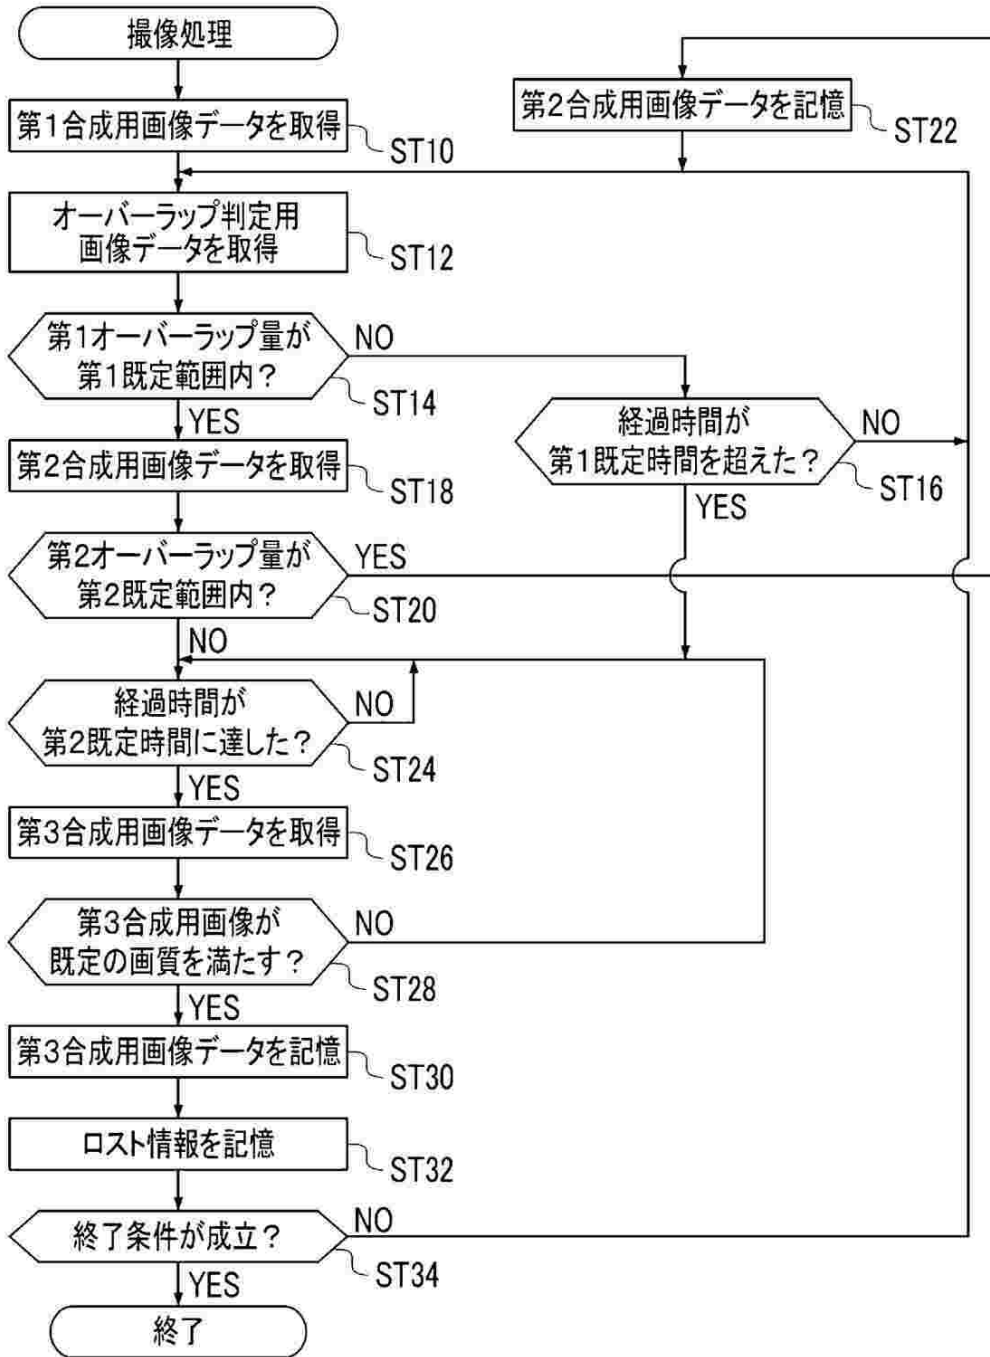 撮像処理
第1合成用画像データを取得
ST10
第2合成用画像データを記憶
ST22
オーバーラップ判定用
画像データを取得
ST12
第1オーバーラップ量が
第1既定範囲内?
NO
ST14
YES
経過時間が
第1既定時間を超えた?
NO
ST16
YES
第2合成用画像データを取得
ST18
第2オーバーラップ量が
第2既定範囲内?
YES
ST20
NO
経過時間が
第2既定時間に達した?
NO
ST24
YES
第3合成用画像データを取得
ST26
第3合成用画像が
既定の画質を満たす?
NO
ST28
YES
第3合成用画像データを記憶
ST30
ロスト情報を記憶
ST32
終了条件が成立?
NO
ST34
YES
終了